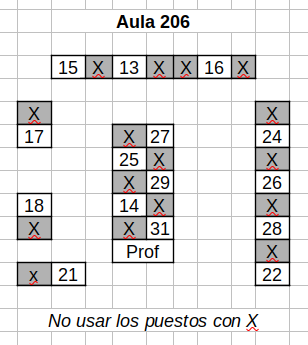 Aula 206
15 X 13 X X 16 X
X X
17 X 27 24
25 X X
X 29 26
18 14 X X
X X 31 28
Prof X
x 21 22
No usar los puestos con X